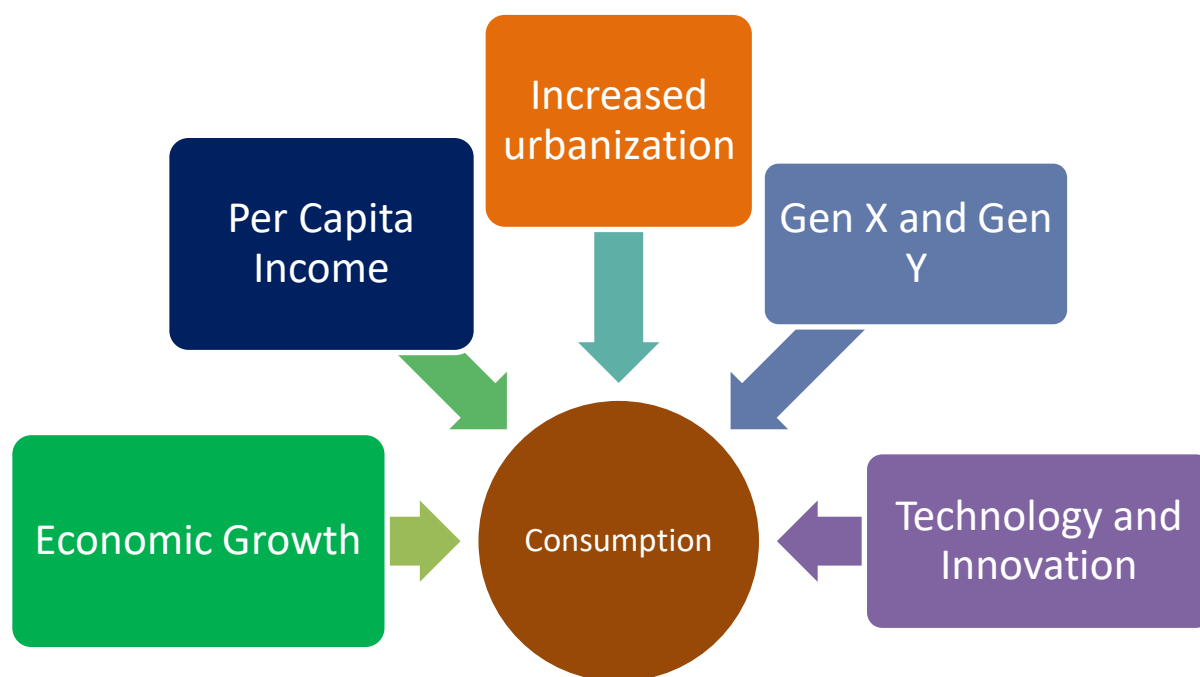 Increased
urbanization
Per Capita
Income
Gen X and Gen
Y
Economic Growth
Consumption
Technology and
Innovation